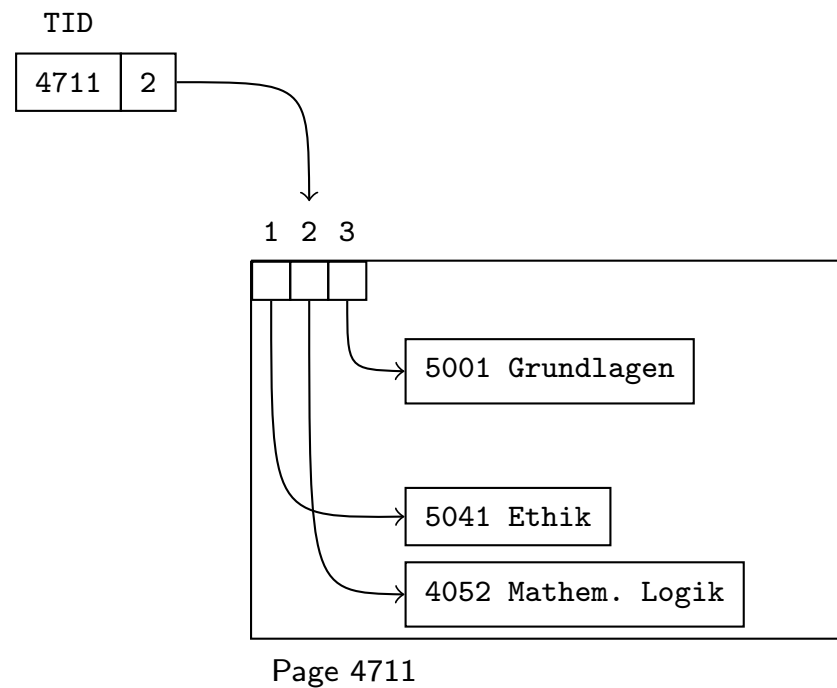 TID
4711 2
1 2 3
5001 Grundlagen
5041 Ethik
4052 Mathem. Logik
Page 4711